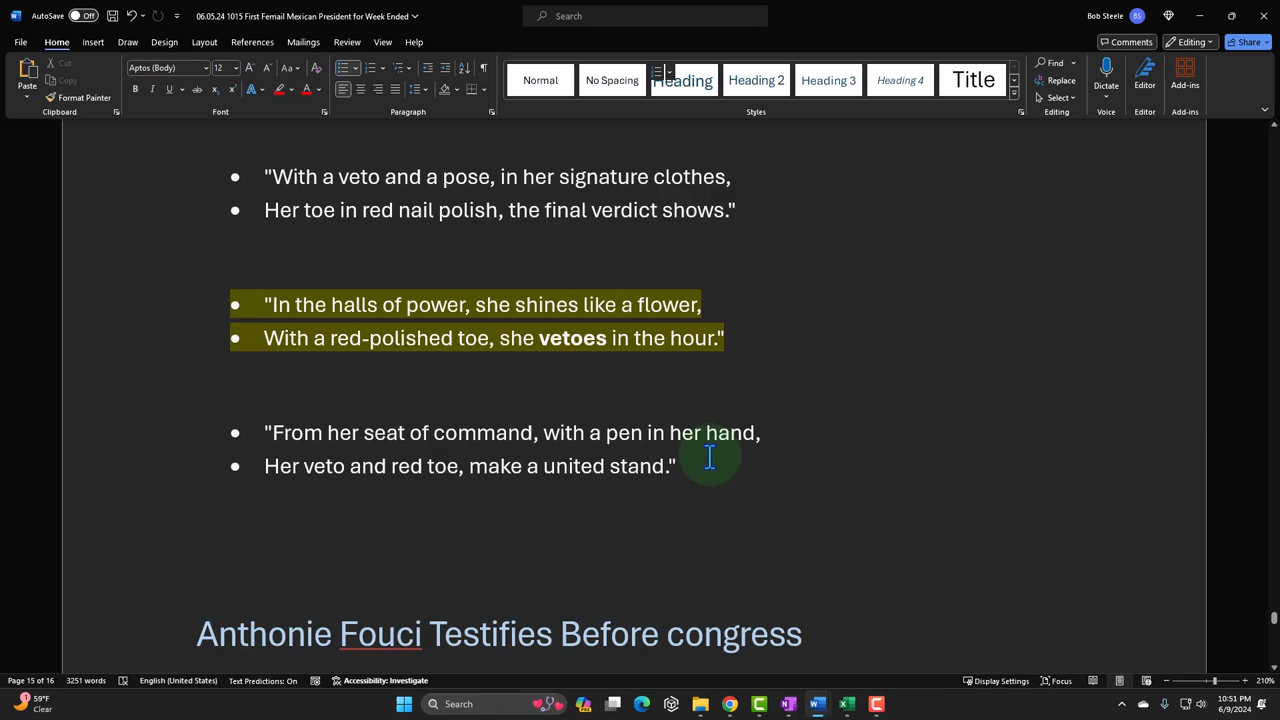 AutoSave Off 06.05.24 1015 First Femail Mexican President for Week Ended Search Bob Steele BS
File Home Insert Draw Design Layout References Mailings Review View Help Comments Editing Share
Paste Cut Copy Format Painter Aptos (Body) 12 Normal No Spacing Heading Heading 2 Heading 3 Heading 4 Title Find Replace Select Dictate Editor Add-ins
Clipboard Font Paragraph Styles Editing Voice Editor Add-ins
• "With a veto and a pose, in her signature clothes,
• Her toe in red nail polish, the final verdict shows."
• "In the halls of power, she shines like a flower,
• With a red-polished toe, she vetoes in the hour."
• "From her seat of command, with a pen in her hand,
• Her veto and red toe, make a united stand."
Anthonie Fouci Testifies Before congress
Page 15 of 16 3251 words English (United States) Text Predictions: On Accessibility: Investigate Display Settings Focus 210%
59°F Clear Search 10:51 PM 6/9/2024